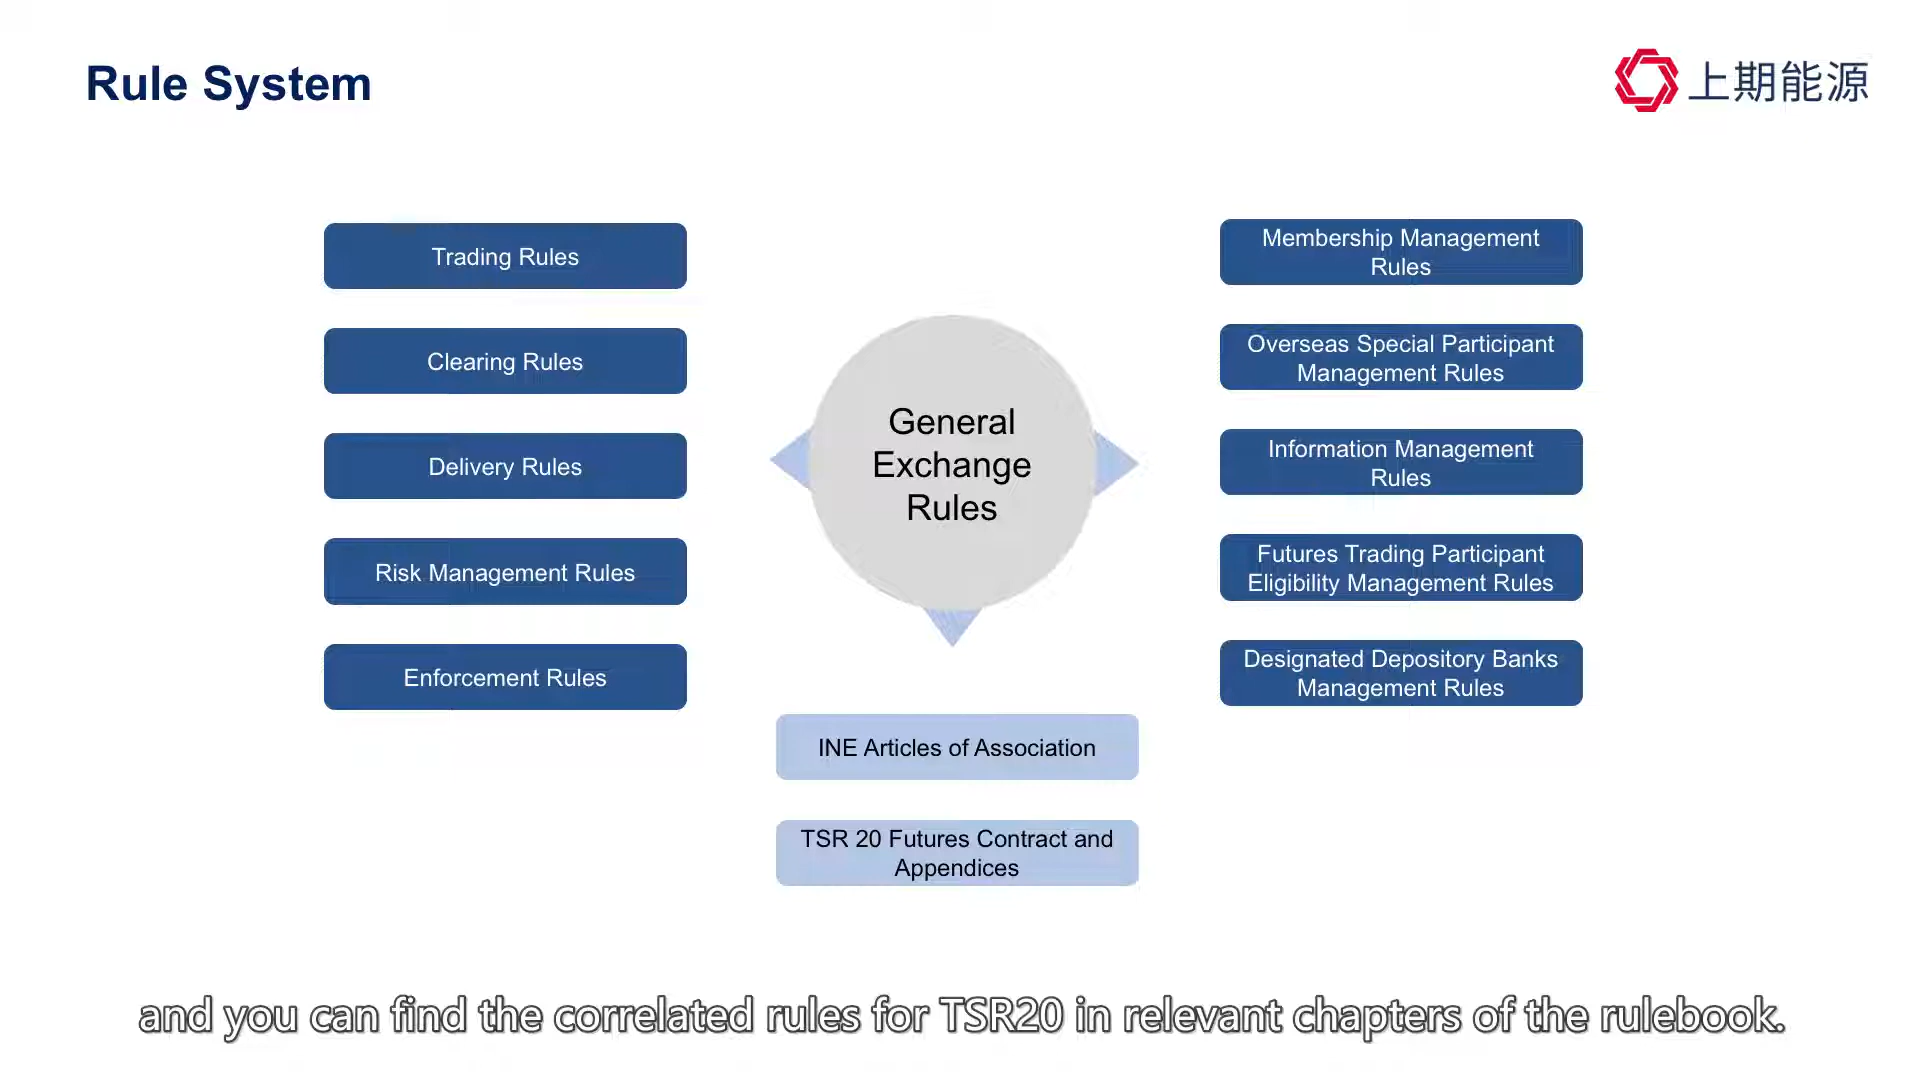 Rule System
上期能源
Trading Rules
Clearing Rules
Delivery Rules
Risk Management Rules
Enforcement Rules
General
Exchange
Rules
Membership Management
Rules
Overseas Special Participant
Management Rules
Information Management
Rules
Futures Trading Participant
Eligibility Management Rules
Designated Depository Banks
Management Rules
INE Articles of Association
TSR 20 Futures Contract and
Appendices
and you can find the correlated rules for TSR20 in relevant chapters of the rulebook.